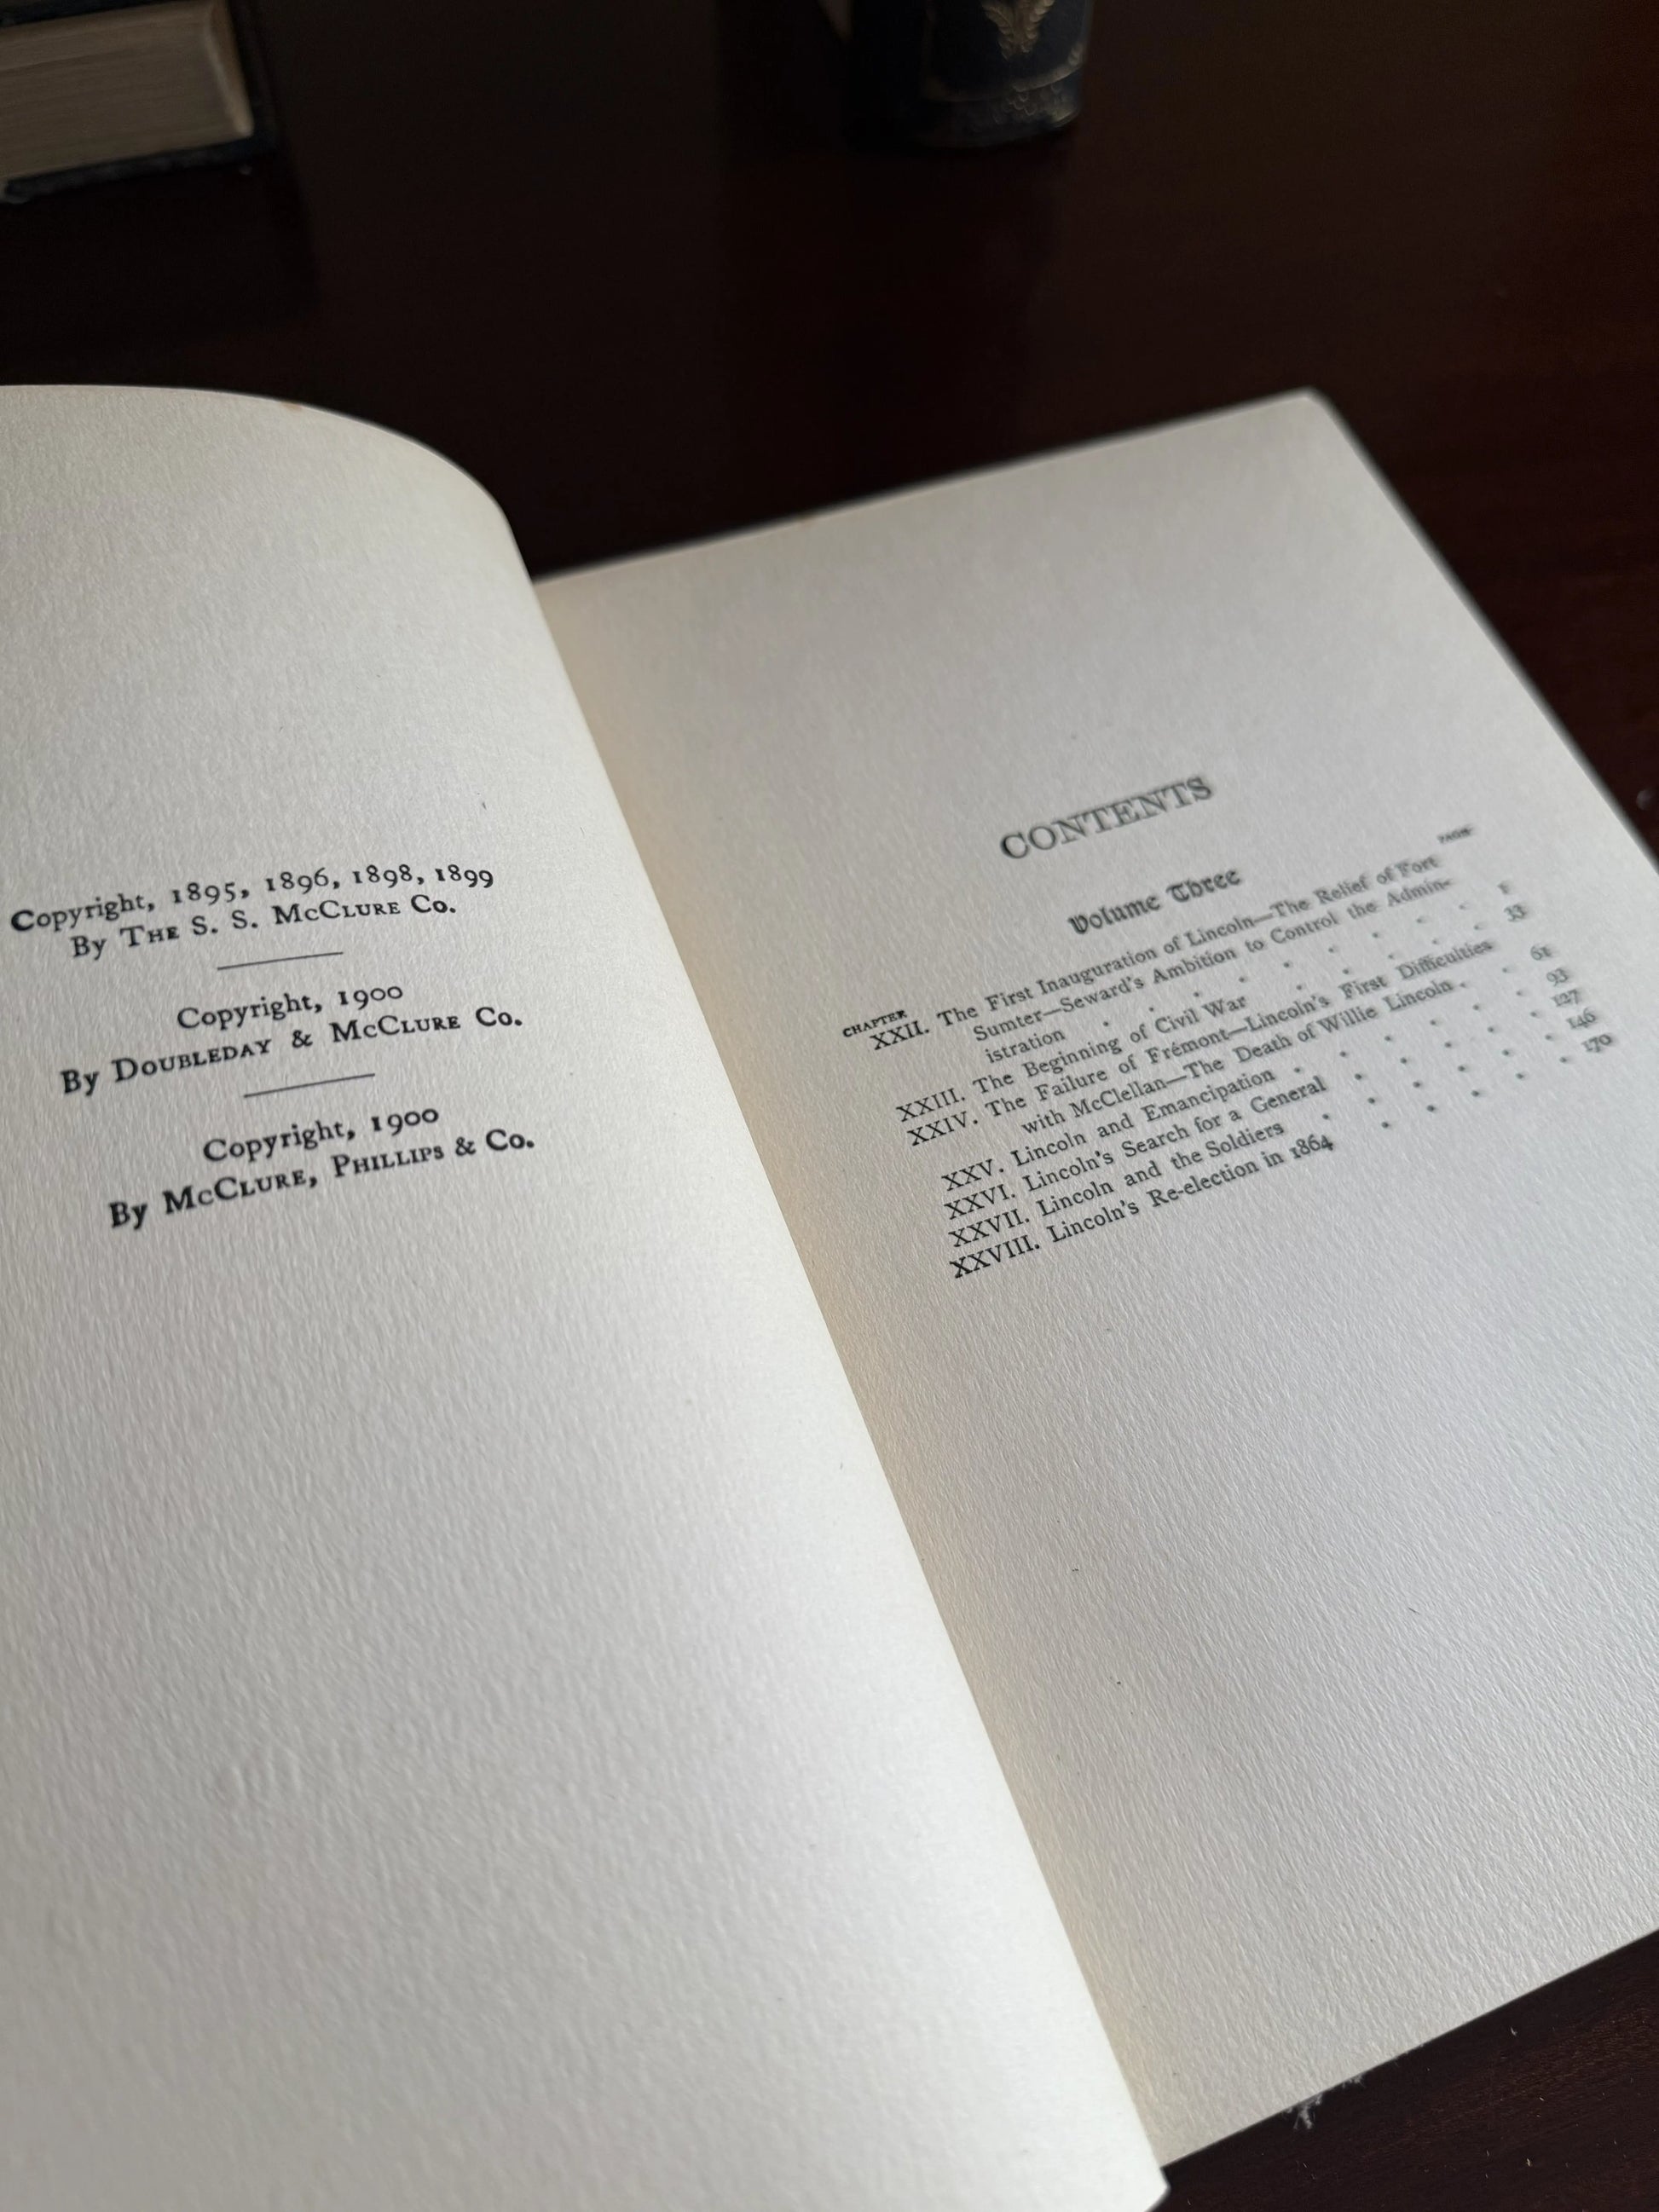 Copyright, 1895, 1896, 1898, 1899
By The S. S. McClure Co.
Copyright, 1900
By Doubleday & McClure Co.
Copyright, 1900
By McClure, Phillips & Co.
CONTENTS
Volume Three
CHAPTER PAGE
XXII. The First Inauguration of Lincoln—The Relief of Fort
Sumter—Seward's Ambition to Control the Admin-
istration . . . . . . . . . 1
XXIII. The Beginning of Civil War . . . . . 33
XXIV. The Failure of Frémont—Lincoln's First Difficulties
with McClellan—The Death of Willie Lincoln . . 61
XXV. Lincoln and Emancipation . . . . . . 93
XXVI. Lincoln's Search for a General . . . . . 127
XXVII. Lincoln and the Soldiers . . . . . . 146
XXVIII. Lincoln's Re-election in 1864 . . . . . 170